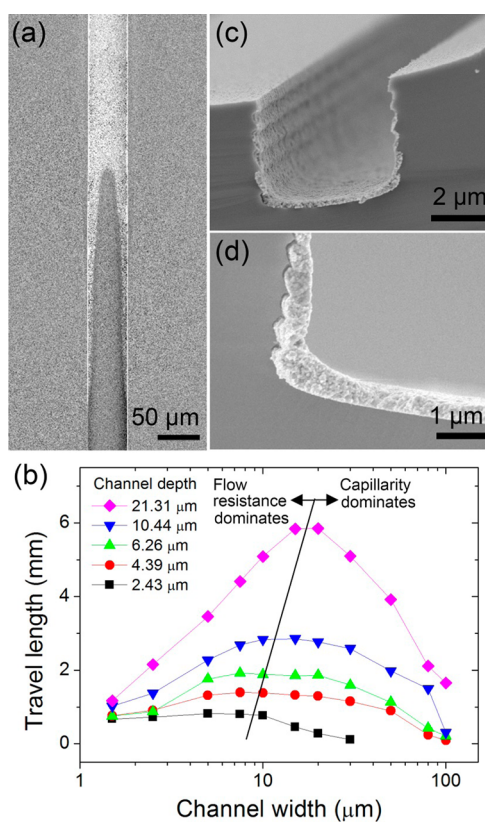 (a)
50 μm
(c)
2 μm
(d)
1 μm
(b)
Channel depth
21.31 μm
10.44 μm
6.26 μm
4.39 μm
2.43 μm
Flow
resistance
dominates
Capillarity
dominates
Travel length (mm)
6
4
2
0
1
10
100
Channel width (μm)